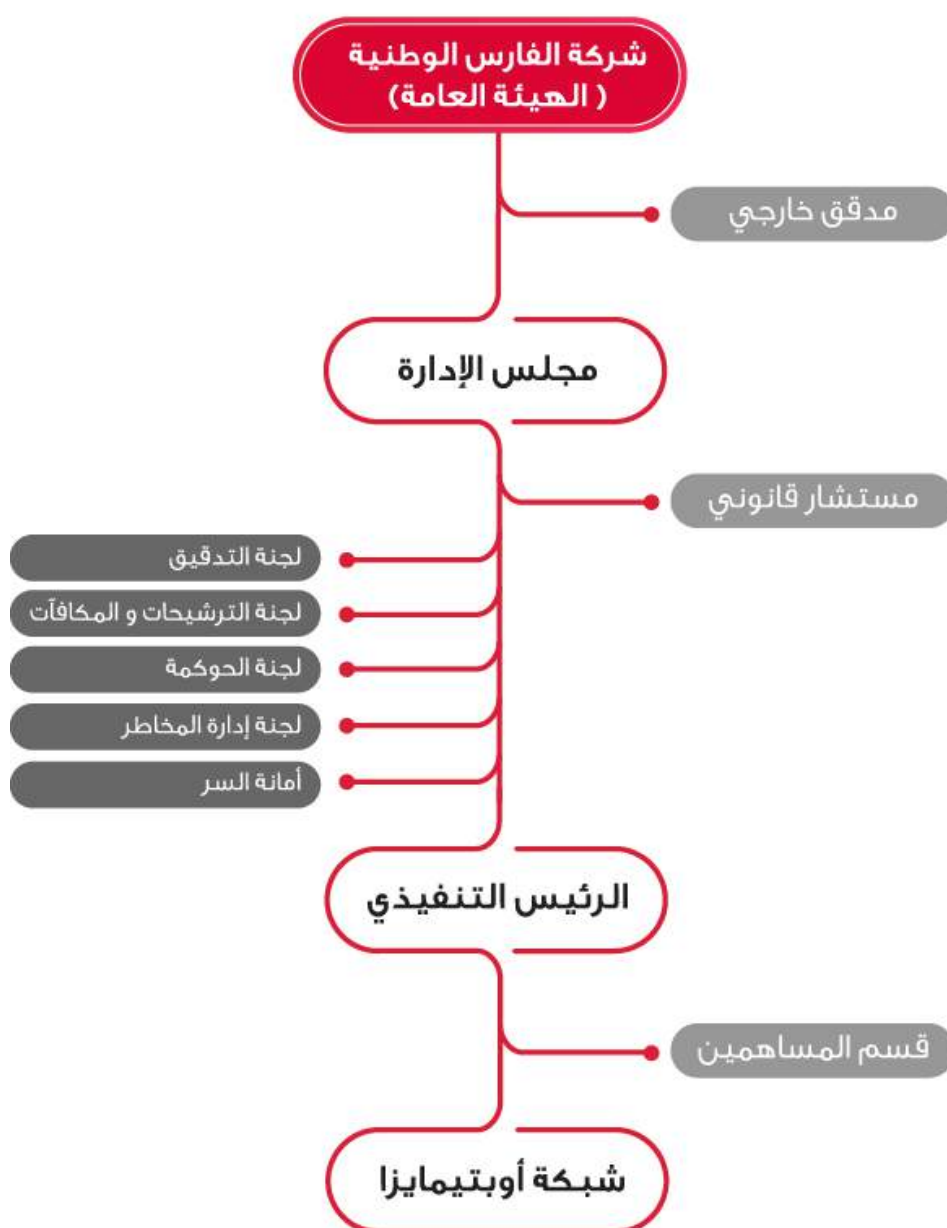 شركة الفارس الوطنية
( الهيئة العامة)
مدقق خارجي
مجلس الإدارة
مستشار قانوني
لجنة التدقيق
لجنة الترشيحات و المكافآت
لجنة الحوكمة
لجنة إدارة المخاطر
أمانة السر
الرئيس التنفيذي
قسم المساهمين
شبكة أوبتيمايزا